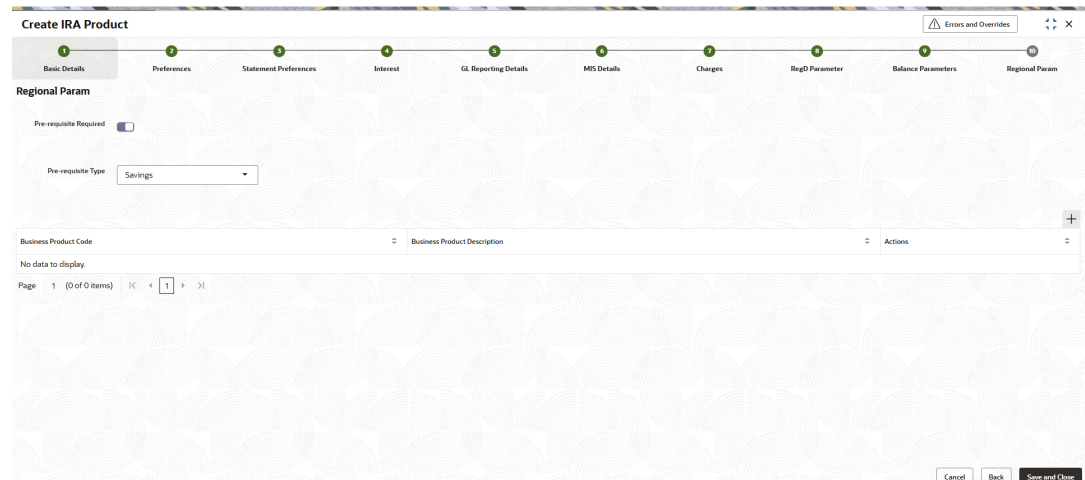 Create IRA Product
Errors and Overrides
1 2 3 4 5 6 7 8 9 10
Basic Details Preferences Statement Preferences Interest GL Reporting Details MIS Details Charges RegD Parameter Balance Parameters Regional Param
Regional Param
Pre-requisite Required
Pre-requisite Type Savings
Business Product Code Business Product Description Actions
No data to display.
Page 1 (0 of 0 items) 1
Cancel Back Save and Close